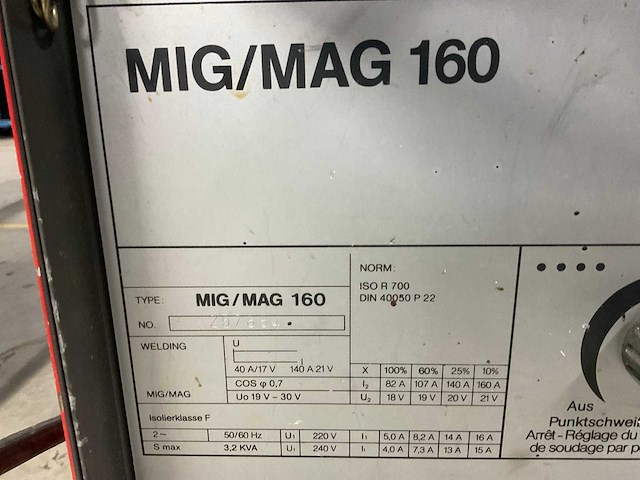 MIG/MAG 160
NORM:
ISO R 700
DIN 40050 P 22
TYPE: MIG/MAG 160
NO.
WELDING
U
I
40 A/17 V 140 A 21 V
X 100% 60% 25% 10%
COS φ 0,7
I₂ 82 A 107 A 140 A 160 A
MIG/MAG
Uo 19 V – 30 V
U₂ 18 V 19 V 20 V 21 V
Isolierklasse F
2~ 50/60 Hz U₁ 220 V I₁ 5,0 A 8,2 A 14 A 16 A
S max 3,2 KVA U₁ 240 V I₁ 4,0 A 7,3 A 13 A 15 A
Aus
Arrêt - Réglage du
de soudage par